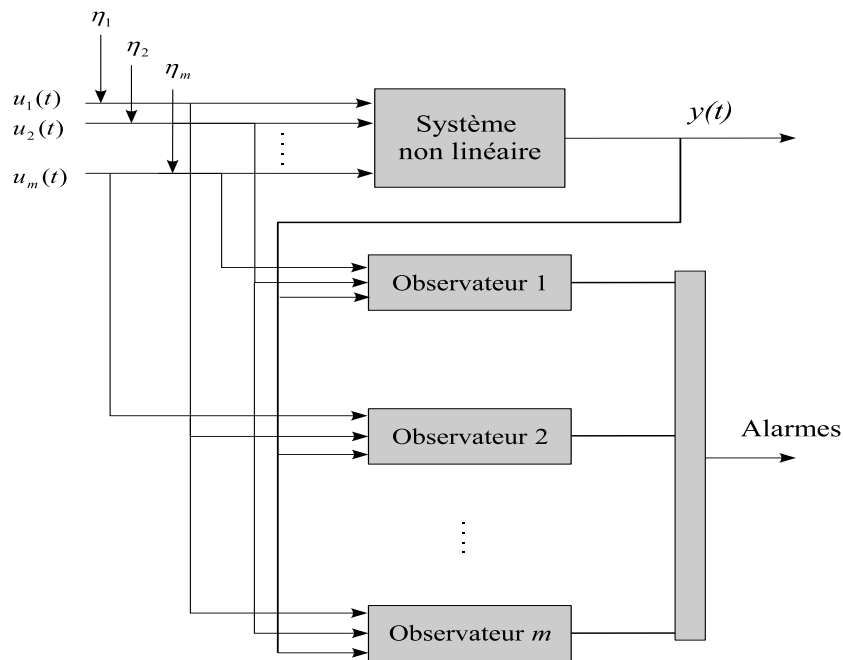 η₁
η₂
ηₘ
u₁(t)
u₂(t)
uₘ(t)
Système
non linéaire
y(t)
Observateur 1
Observateur 2
Alarmes
Observateur m